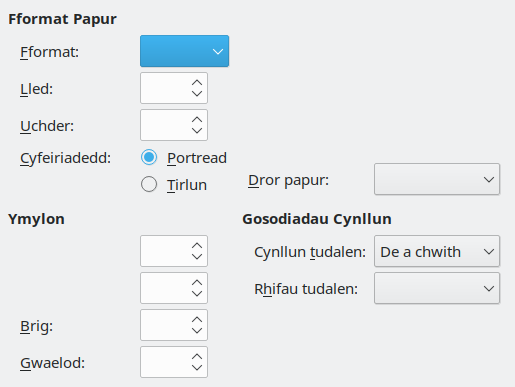 Fformat Papur
Fformat:
Lled:
Uchder:
Cyfeiriadedd:
Portread
Tirlun
Dror papur:
Ymylon
Gosodiadau Cynllun
Cynllun tudalen: De a chwith
Rhifau tudalen:
Brig:
Gwaelod: